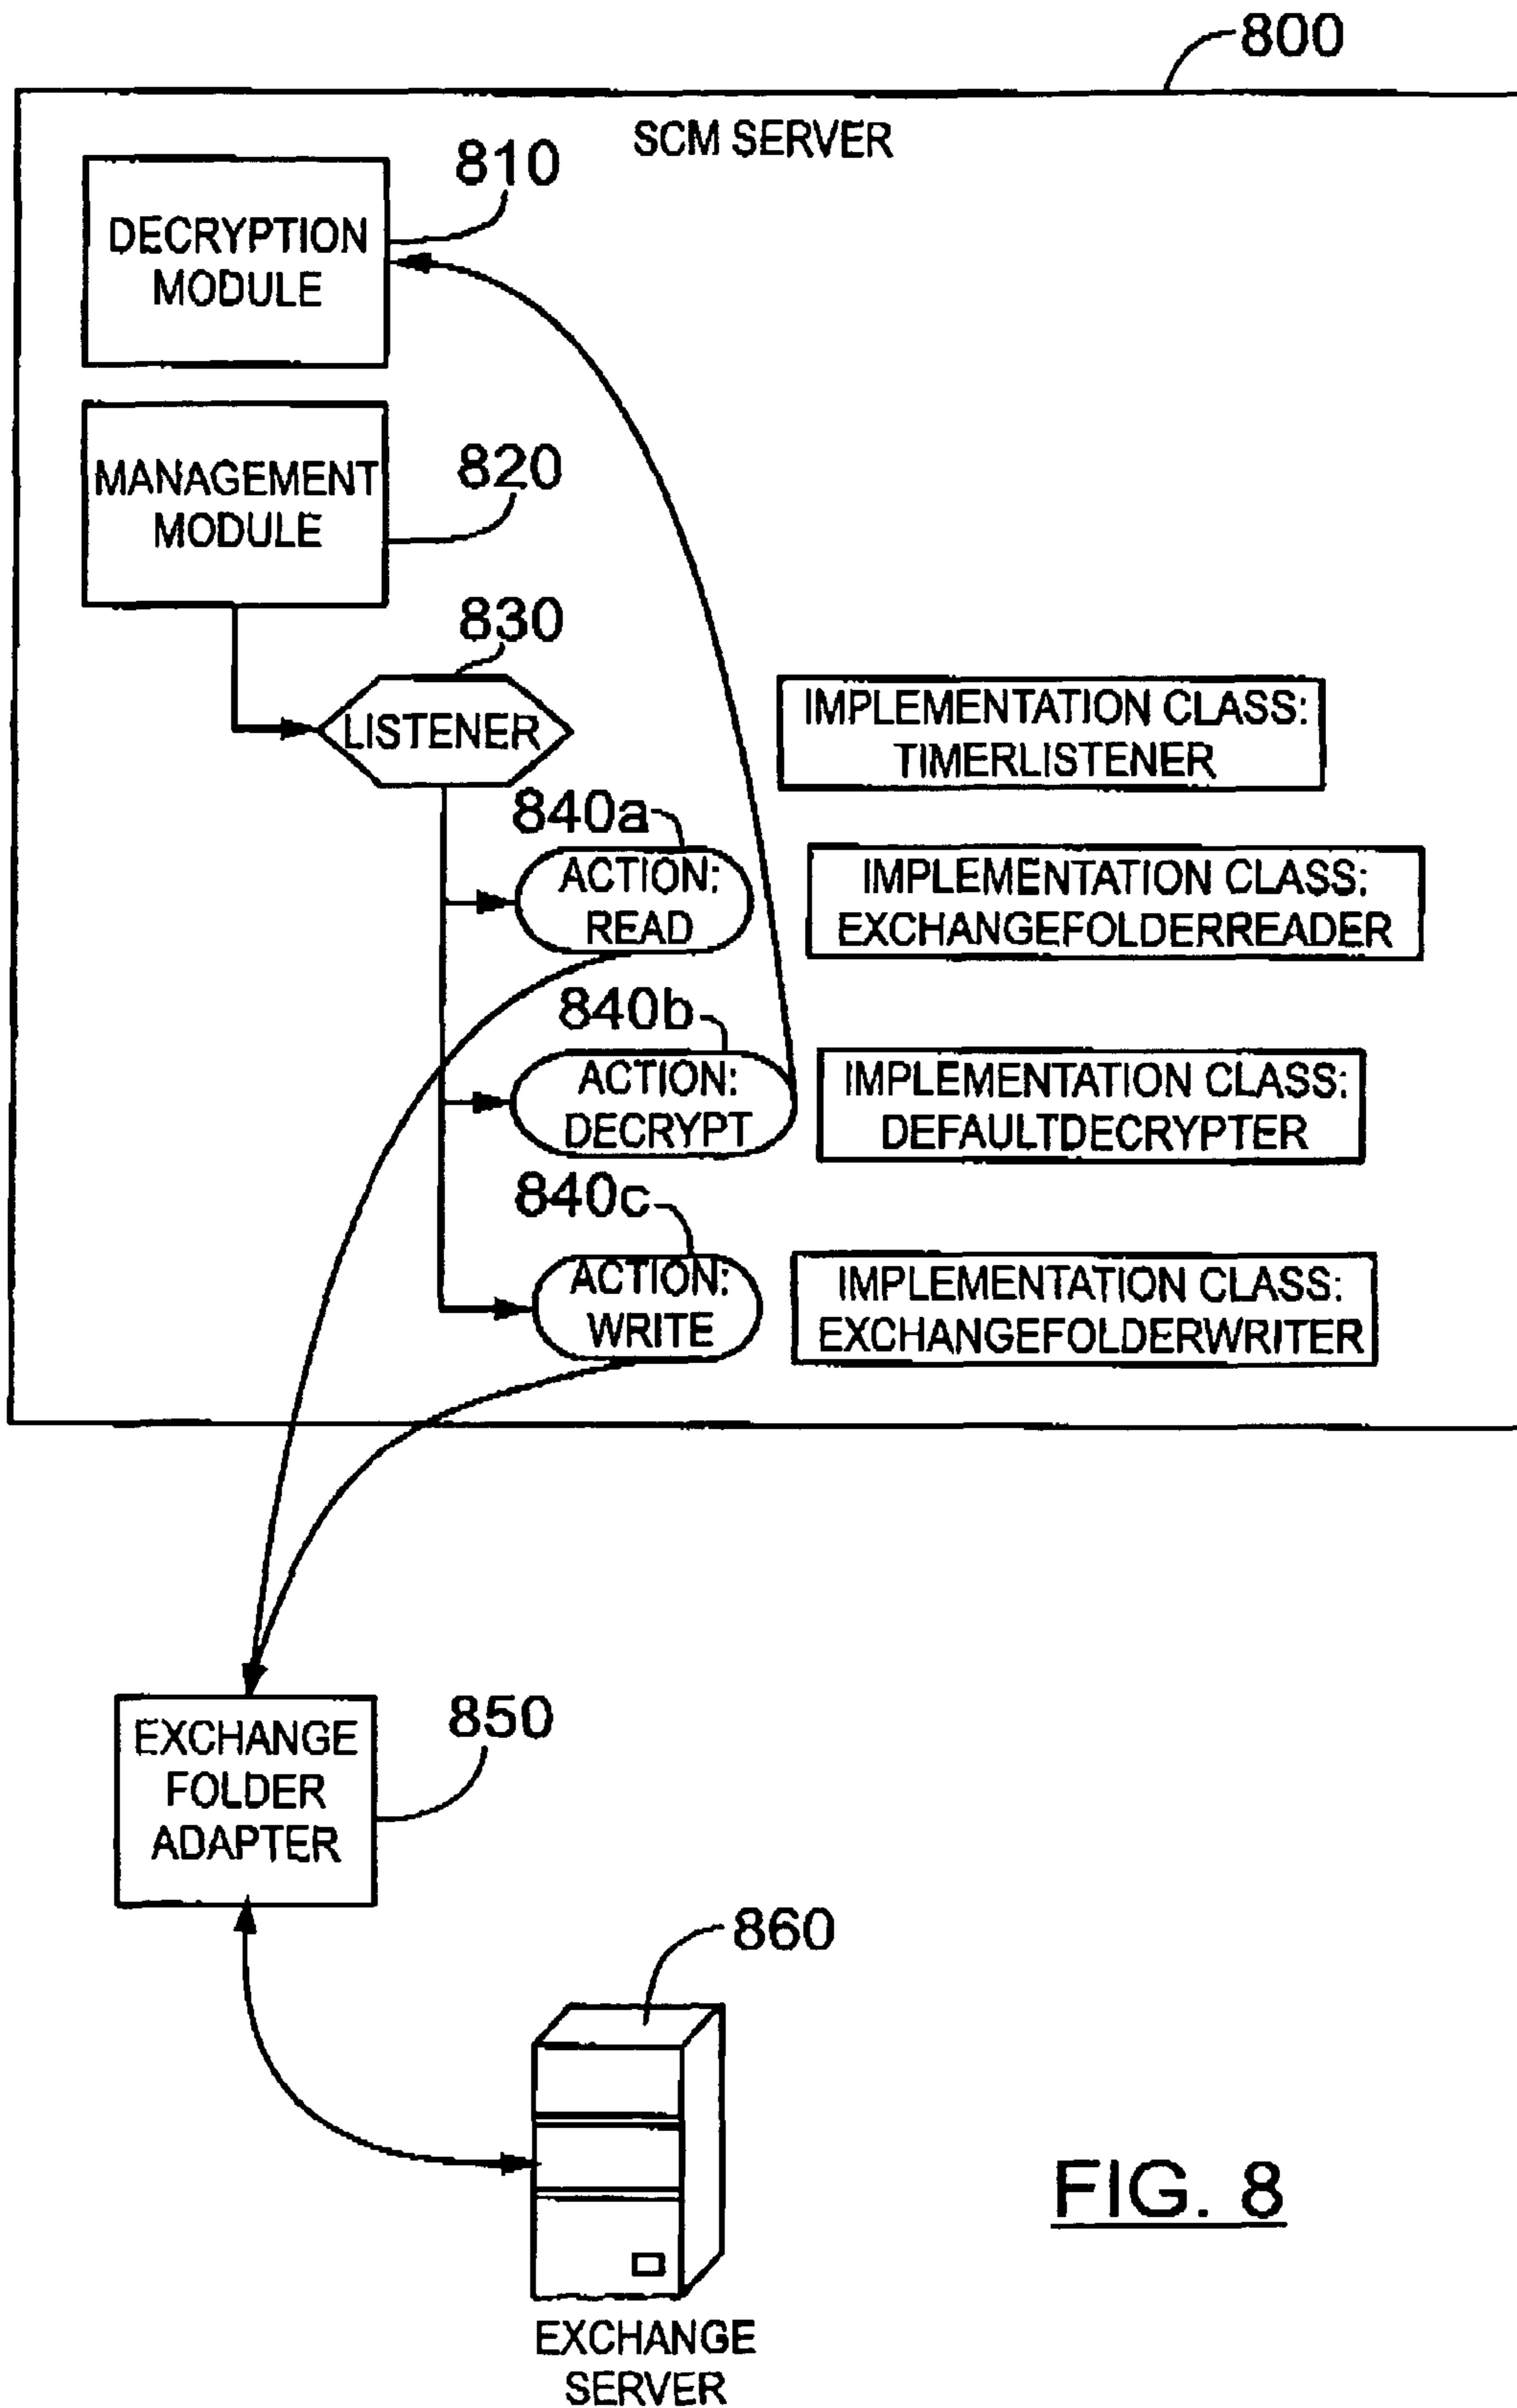 800
SCM SERVER
810
DECRYPTION
MODULE
820
MANAGEMENT
MODULE
830
LISTENER
IMPLEMENTATION CLASS:
TIMERLISTENER
840a
ACTION:
READ
IMPLEMENTATION CLASS:
EXCHANGEFOLDERREADER
840b
ACTION:
DECRYPT
IMPLEMENTATION CLASS:
DEFAULTDECRYPTER
840c
ACTION:
WRITE
IMPLEMENTATION CLASS:
EXCHANGEFOLDERWRITER
850
EXCHANGE
FOLDER
ADAPTER
860
EXCHANGE
SERVER
FIG. 8